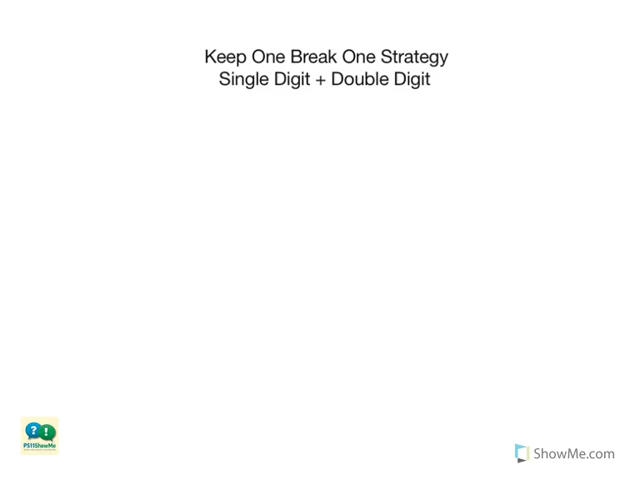 Keep One Break One Strategy
Single Digit + Double Digit
? !
PS11ShowMe
ShowMe.com